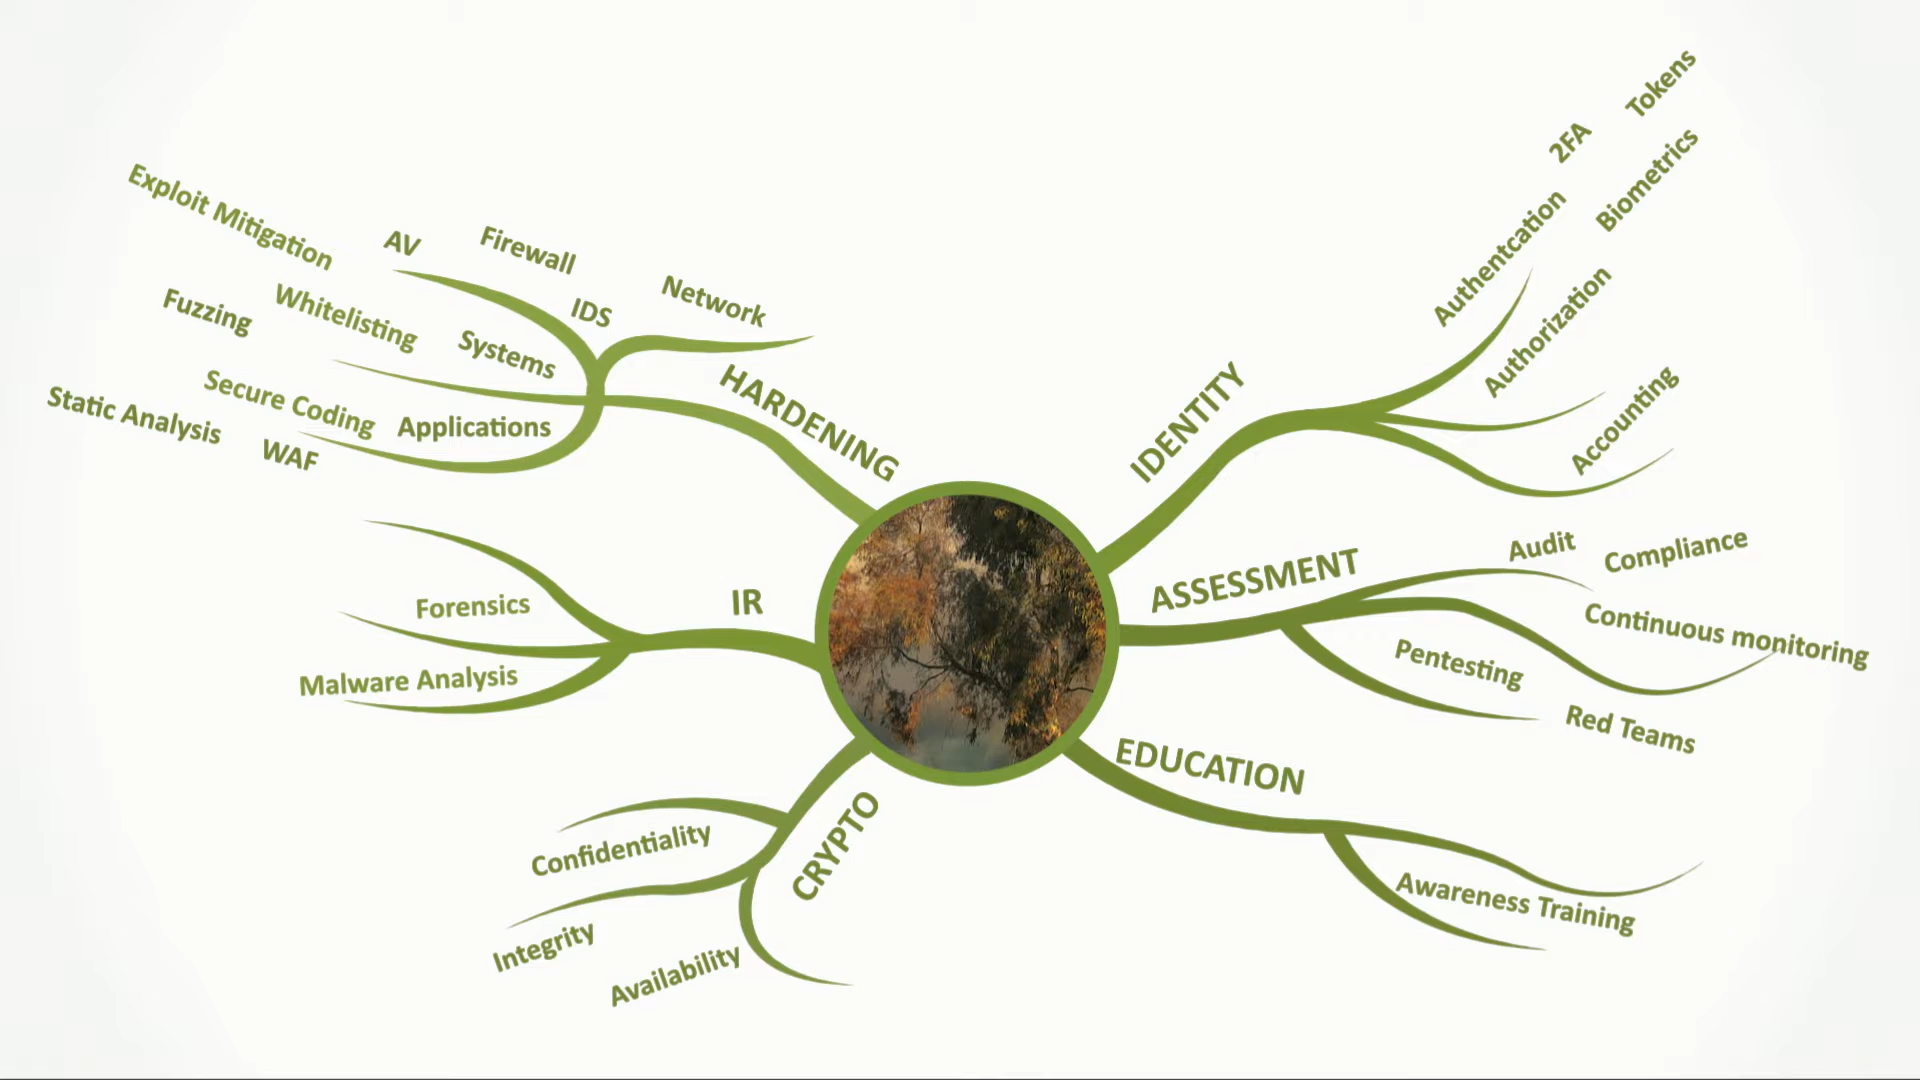 HARDENING
Network
Firewall
IDS
Systems
AV
Whitelisting
Exploit Mitigation
Applications
Secure Coding
Fuzzing
WAF
Static Analysis
IR
Forensics
Malware Analysis
CRYPTO
Confidentiality
Integrity
Availability
IDENTITY
Authentcation
2FA
Tokens
Biometrics
Authorization
Accounting
ASSESSMENT
Audit
Compliance
Continuous monitoring
Pentesting
Red Teams
EDUCATION
Awareness Training